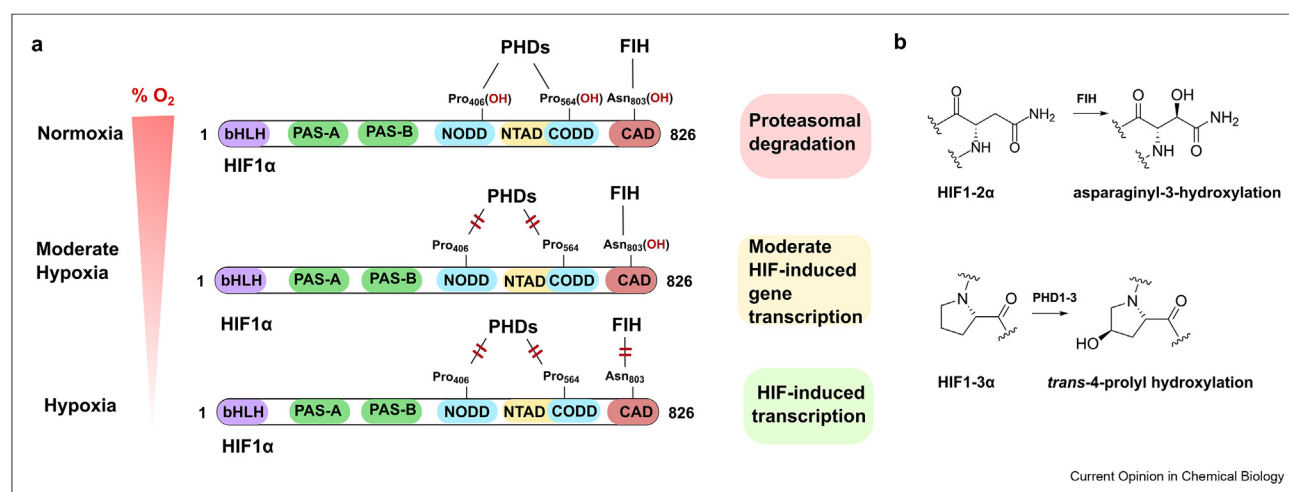 a
% O2
PHDs
FIH
Pro406(OH)
Pro564(OH)
Asn803(OH)
Normoxia
1
bHLH
PAS-A
PAS-B
NODD
NTAD
CODD
CAD
826
HIF1α
Proteasomal
degradation
PHDs
FIH
Pro406
Pro564
Asn803(OH)
Moderate
Hypoxia
1
bHLH
PAS-A
PAS-B
NODD
NTAD
CODD
CAD
826
HIF1α
Moderate
HIF-induced
gene
transcription
PHDs
FIH
Pro406
Pro564
Asn803
Hypoxia
1
bHLH
PAS-A
PAS-B
NODD
NTAD
CODD
CAD
826
HIF1α
HIF-induced
transcription
b
O
NH2
NH
O
HIF1-2α
FIH
O
OH
NH2
NH
O
asparaginyl-3-hydroxylation
N
O
HIF1-3α
PHD1-3
N
O
HO
trans-4-prolyl hydroxylation
Current Opinion in Chemical Biology